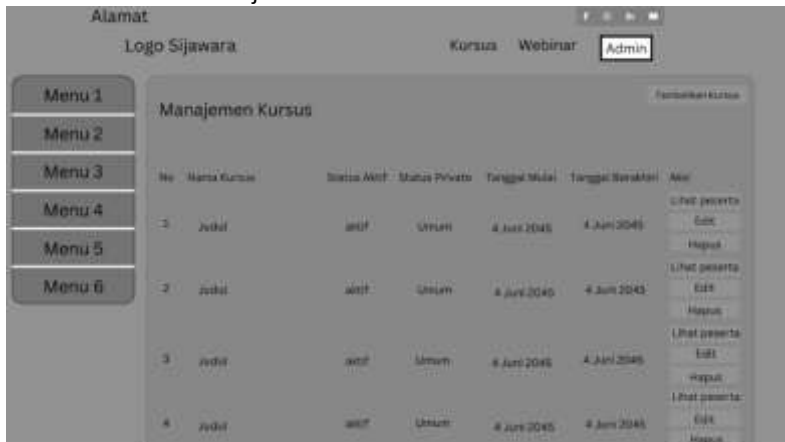 Alamat
Logo Sijawara Kursus Webinar Admin
Menu 1
Menu 2
Menu 3
Menu 4
Menu 5
Menu 6
Manajemen Kursus
Tambahkan Kursus
No Nama Kursus Status Aktif Status Private Tanggal Mulai Tanggal Berakhir Aksi
1 Judul aktif Umum 4 Juni 2045 4 Juni 2045 Lihat peserta
Edit
Hapus
2 Judul aktif Umum 4 Juni 2045 4 Juni 2045 Lihat peserta
Edit
Hapus
3 Judul aktif Umum 4 Juni 2045 4 Juni 2045 Lihat peserta
Edit
Hapus
4 Judul aktif Umum 4 Juni 2045 4 Juni 2045 Lihat peserta
Edit
Hapus